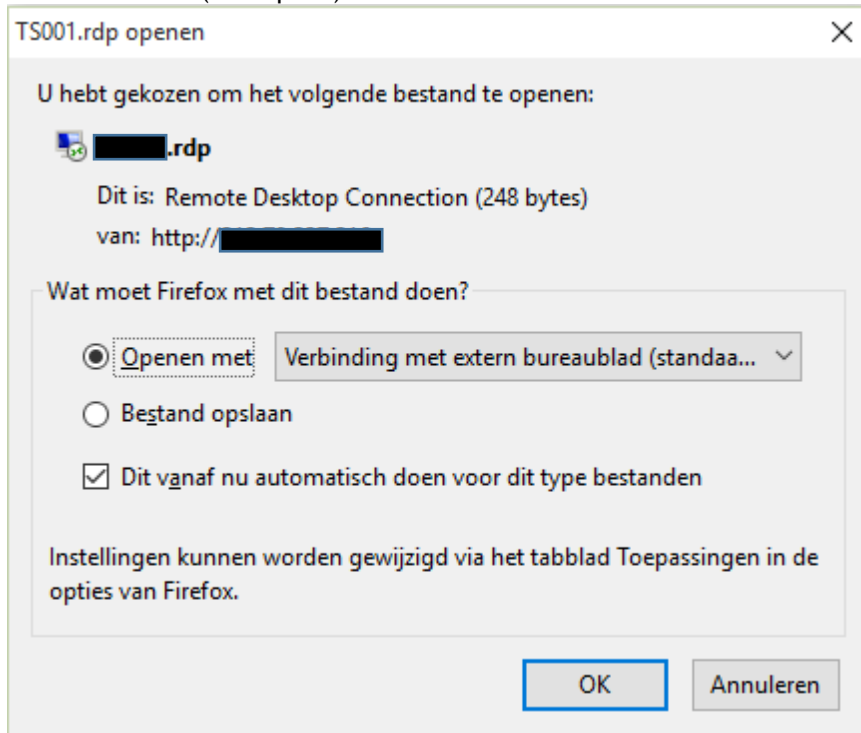 TS001.rdp openen
U hebt gekozen om het volgende bestand te openen:
.rdp
Dit is: Remote Desktop Connection (248 bytes)
van: http://
Wat moet Firefox met dit bestand doen?
Openen met Verbinding met extern bureaublad (standaa...
Bestand opslaan
Dit vanaf nu automatisch doen voor dit type bestanden
Instellingen kunnen worden gewijzigd via het tabblad Toepassingen in de
opties van Firefox.
OK Annuleren